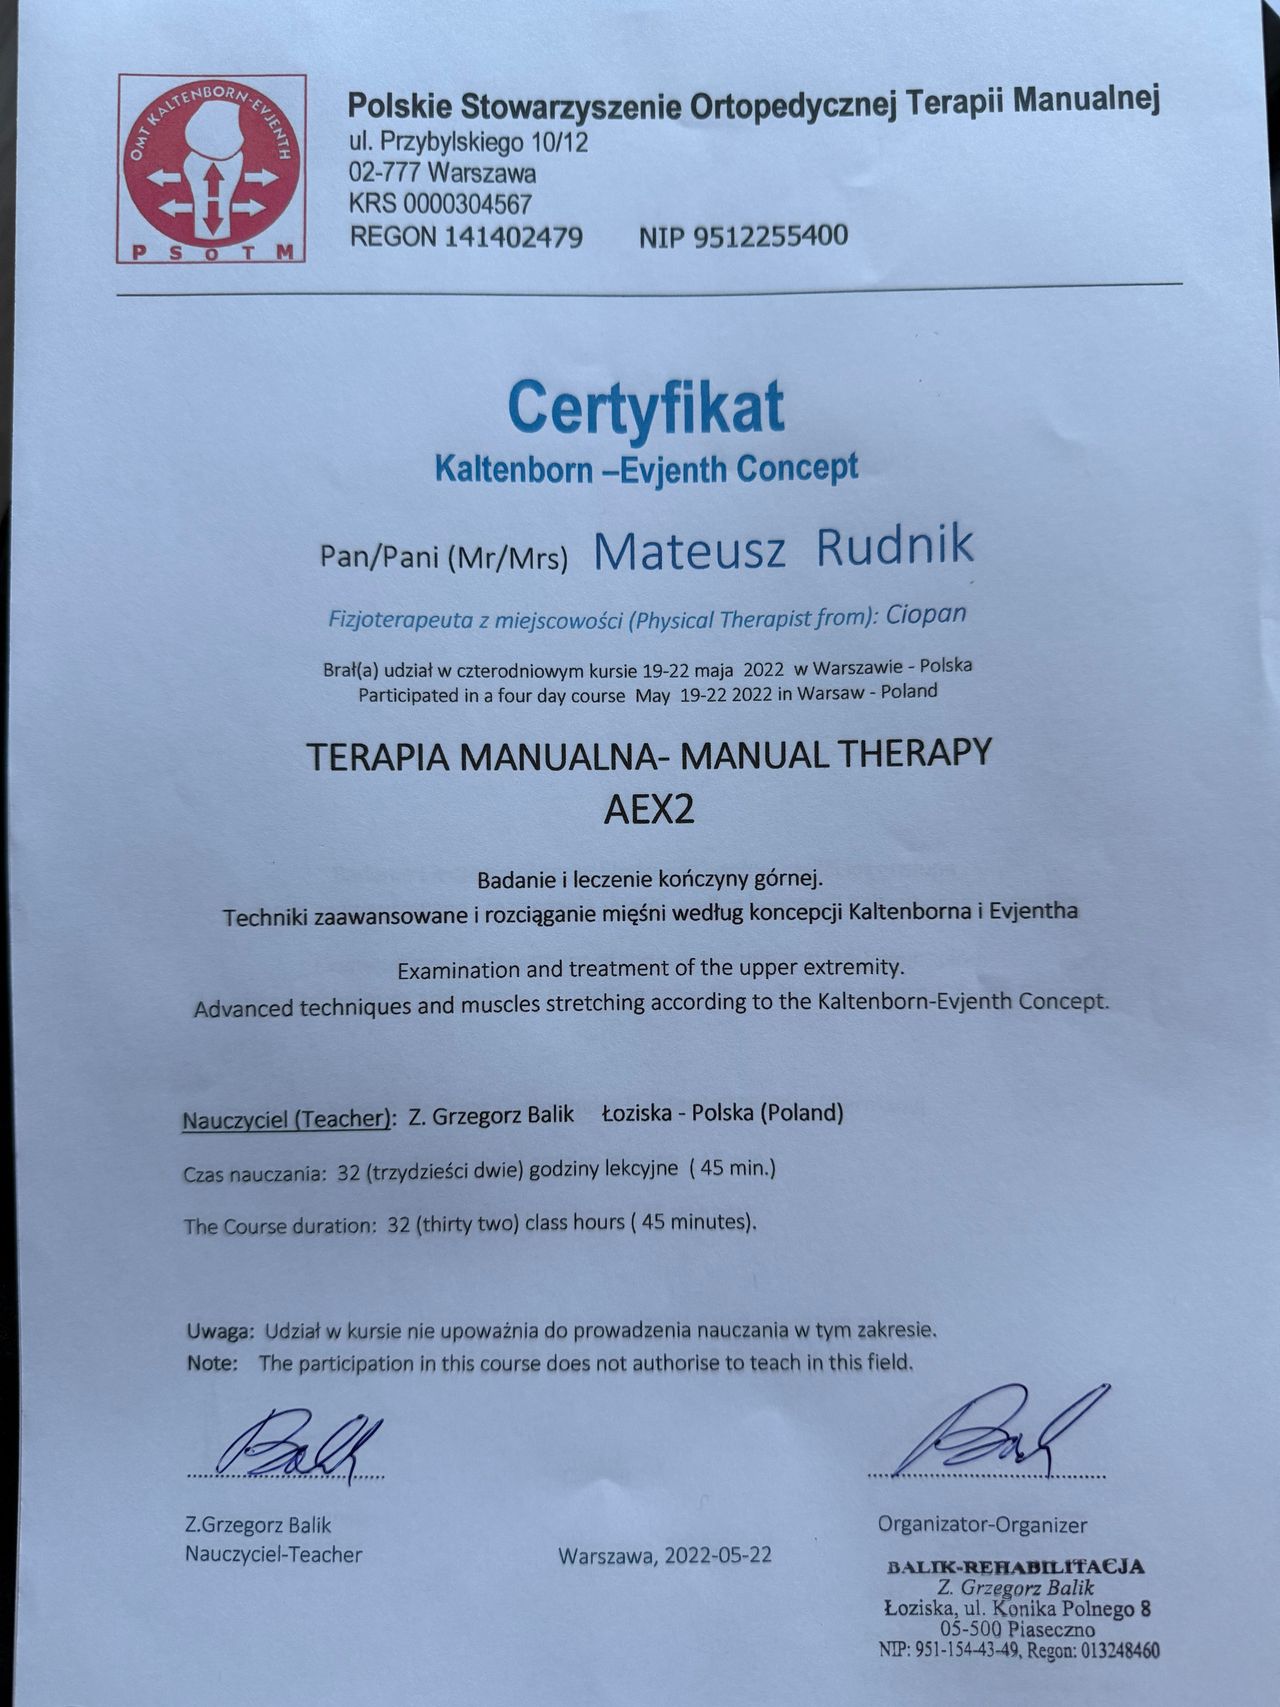 OMT KALTENBORN-EVJENTH
P S O T M
Polskie Stowarzyszenie Ortopedycznej Terapii Manualnej
ul. Przybylskiego 10/12
02-777 Warszawa
KRS 0000304567
REGON 141402479 NIP 9512255400
Certyfikat
Kaltenborn –Evjenth Concept
Pan/Pani (Mr/Mrs) Mateusz Rudnik
Fizjoterapeuta z miejscowości (Physical Therapist from): Ciopan
Brał(a) udział w czterodniowym kursie 19-22 maja 2022 w Warszawie - Polska
Participated in a four day course May 19-22 2022 in Warsaw - Poland
TERAPIA MANUALNA- MANUAL THERAPY
AEX2
Badanie i leczenie kończyny górnej.
Techniki zaawansowane i rozciąganie mięśni według koncepcji Kaltenborna i Evjentha
Examination and treatment of the upper extremity.
Advanced techniques and muscles stretching according to the Kaltenborn-Evjenth Concept.
Nauczyciel (Teacher): Z. Grzegorz Balik Łoziska - Polska (Poland)
Czas nauczania: 32 (trzydzieści dwie) godziny lekcyjne ( 45 min.)
The Course duration: 32 (thirty two) class hours ( 45 minutes).
Uwaga: Udział w kursie nie upoważnia do prowadzenia nauczania w tym zakresie.
Note: The participation in this course does not authorise to teach in this field.
Z.Grzegorz Balik
Nauczyciel-Teacher
Warszawa, 2022-05-22
Organizator-Organizer
BALIK-REHABILITACJA
Z. Grzegorz Balik
Łoziska, ul. Konika Polnego 8
05-500 Piaseczno
NIP: 951-154-43-49, Regon: 013248460